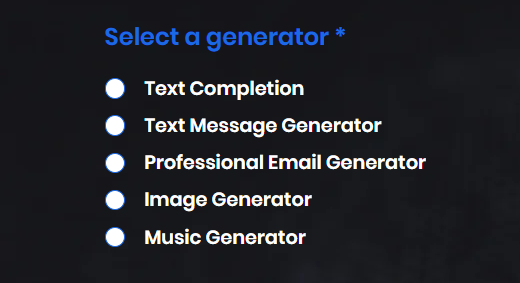 Select a generator *
Text Completion
Text Message Generator
Professional Email Generator
Image Generator
Music Generator